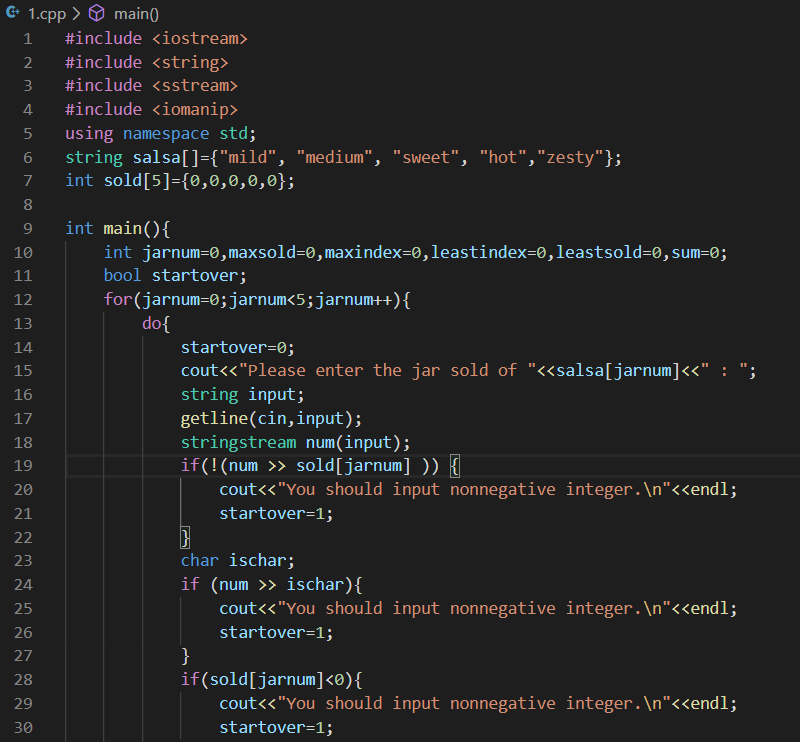 1.cpp > main()
1 #include <iostream>
2 #include <string>
3 #include <sstream>
4 #include <iomanip>
5 using namespace std;
6 string salsa[]={"mild", "medium", "sweet", "hot","zesty"};
7 int sold[5]={0,0,0,0,0};
8
9 int main(){
10     int jarnum=0,maxsold=0,maxindex=0,leastindex=0,leastsold=0,sum=0;
11     bool startover;
12     for(jarnum=0;jarnum<5;jarnum++){
13         do{
14             startover=0;
15             cout<<"Please enter the jar sold of "<<salsa[jarnum]<<" : ";
16             string input;
17             getline(cin,input);
18             stringstream num(input);
19             if(!(num >> sold[jarnum] )) {
20                 cout<<"You should input nonnegative integer.\n"<<endl;
21                 startover=1;
22             }
23             char ischar;
24             if (num >> ischar){
25                 cout<<"You should input nonnegative integer.\n"<<endl;
26                 startover=1;
27             }
28             if(sold[jarnum]<0){
29                 cout<<"You should input nonnegative integer.\n"<<endl;
30                 startover=1;